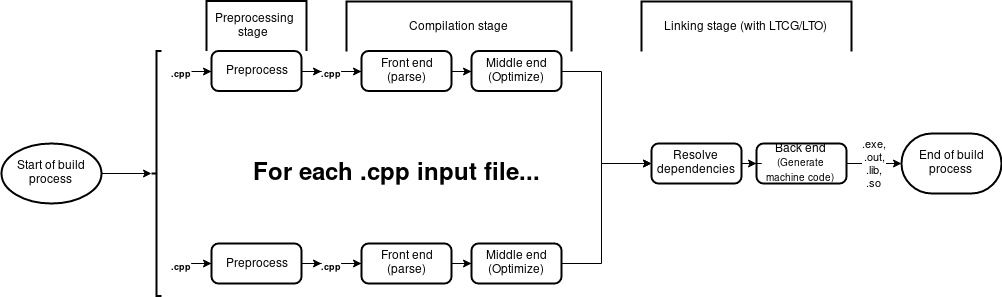 Preprocessing
stage
Compilation stage
Linking stage (with LTCG/LTO)
.cpp
Preprocess
.cpp
Front end
(parse)
Middle end
(Optimize)
Start of build
process
For each .cpp input file...
Resolve
dependencies
Back end
(Generate
machine code)
.exe,
.out,
.lib,
.so
End of build
process
.cpp
Preprocess
.cpp
Front end
(parse)
Middle end
(Optimize)